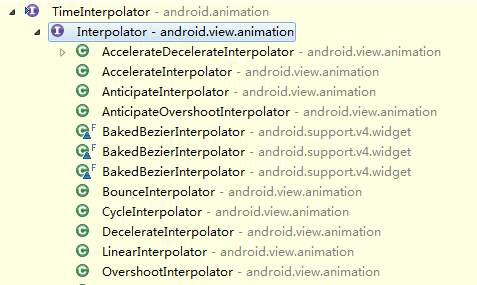 TimeInterpolator - android.animation
Interpolator - android.view.animation
AccelerateDecelerateInterpolator - android.view.animation
AccelerateInterpolator - android.view.animation
AnticipateInterpolator - android.view.animation
AnticipateOvershootInterpolator - android.view.animation
BakedBezierInterpolator - android.support.v4.widget
BakedBezierInterpolator - android.support.v4.widget
BakedBezierInterpolator - android.support.v4.widget
BounceInterpolator - android.view.animation
CycleInterpolator - android.view.animation
DecelerateInterpolator - android.view.animation
LinearInterpolator - android.view.animation
OvershootInterpolator - android.view.animation